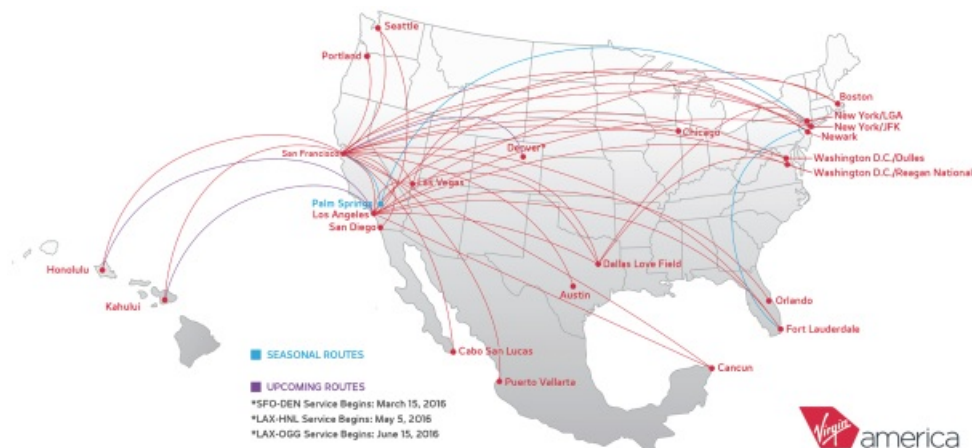 Seattle
Portland
Boston
New York/LGA
New York/JFK
Newark
Chicago
Denver*
San Francisco
Washington D.C./Dulles
Washington D.C./Reagan National
Las Vegas
Palm Springs
Los Angeles
San Diego
Dallas Love Field
Honolulu
Kahului
Austin
Orlando
Fort Lauderdale
Cabo San Lucas
Cancun
Puerto Vallarta
SEASONAL ROUTES
UPCOMING ROUTES
*SFO-DEN Service Begins: March 15, 2016
*LAX-HNL Service Begins: May 5, 2016
*LAX-OGG Service Begins: June 15, 2016
Virgin
america